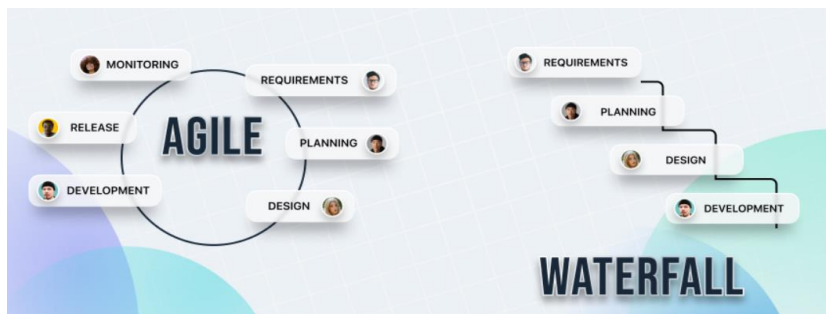 MONITORING
REQUIREMENTS
AGILE
RELEASE
PLANNING
DEVELOPMENT
DESIGN
REQUIREMENTS
PLANNING
DESIGN
DEVELOPMENT
WATERFALL